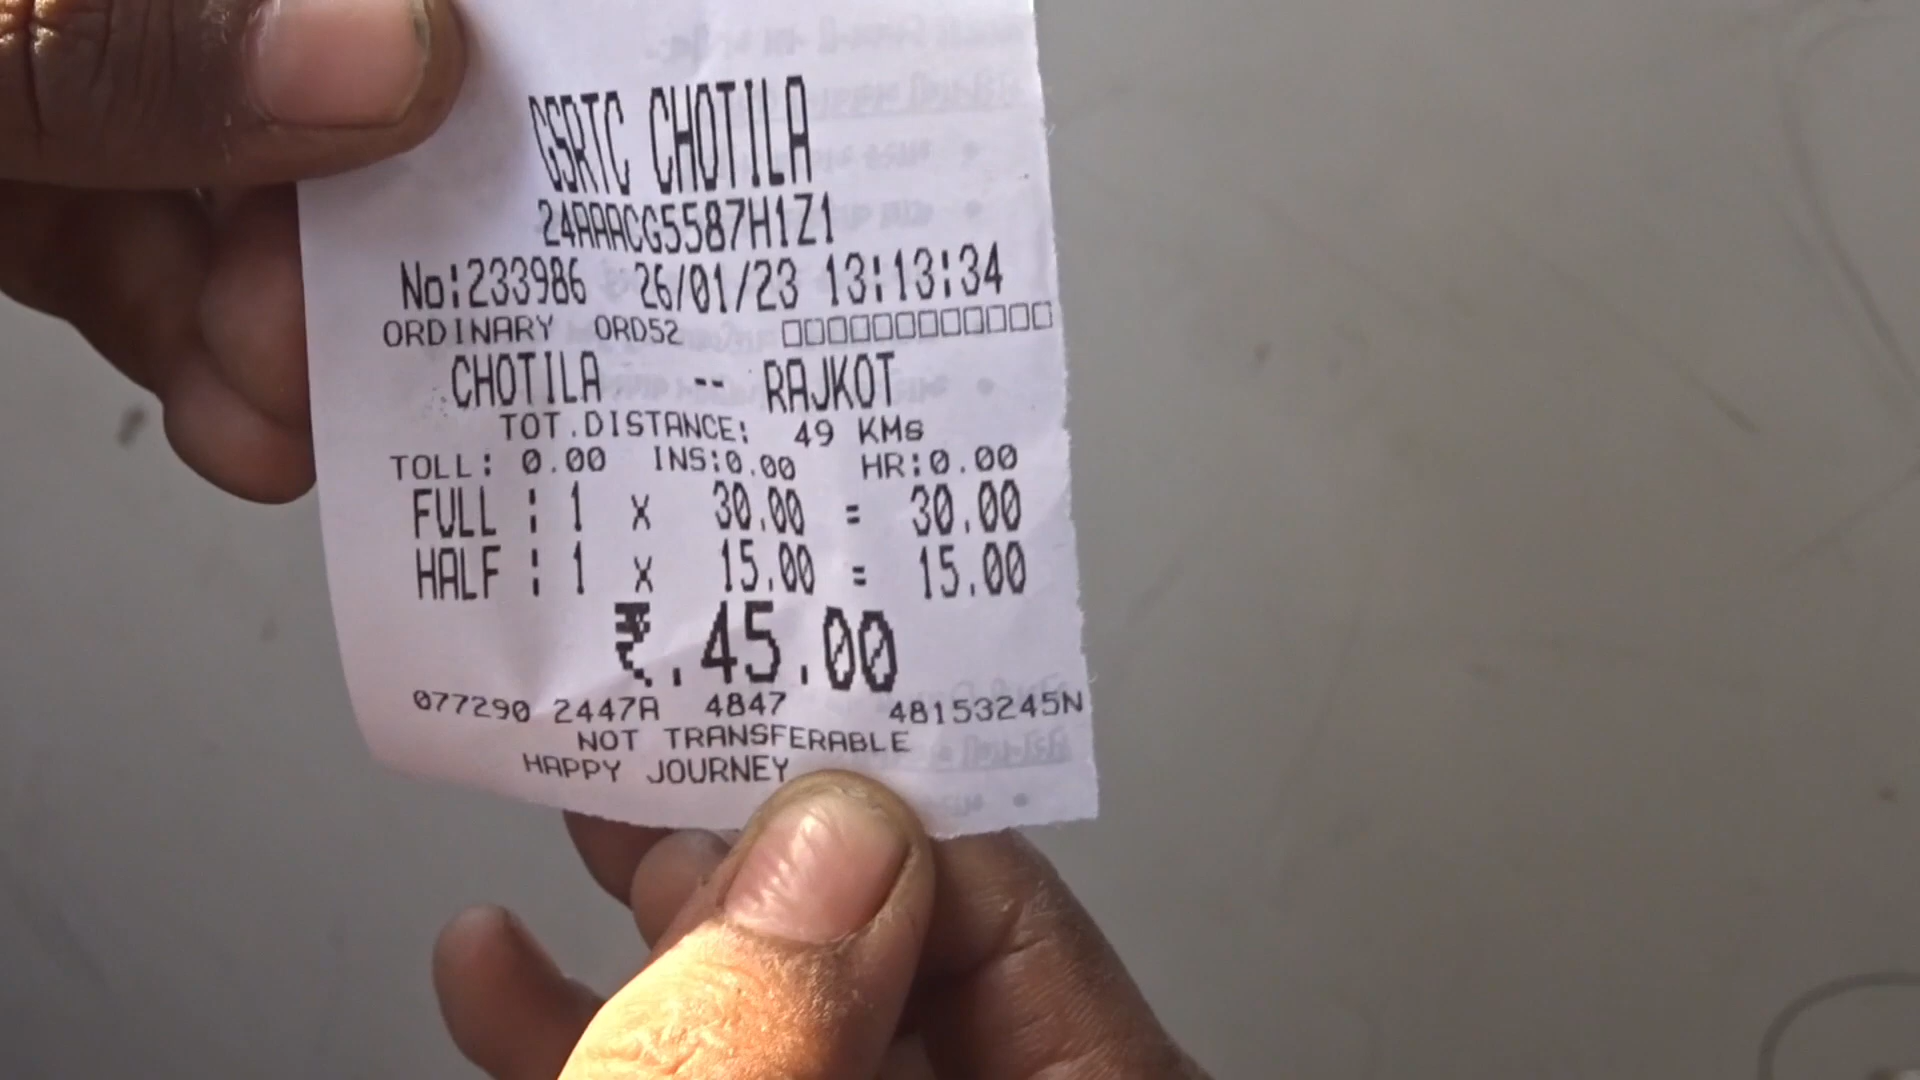 GSRTC CHOTILA
24AAACG5587H1Z1
No:233986 26/01/23 13:13:34
ORDINARY ORD52 □□□□□□□□□□□□
CHOTILA -- RAJKOT
TOT.DISTANCE: 49 KMs
TOLL: 0.00 INS:0.00 HR:0.00
FULL : 1 x 30.00 = 30.00
HALF : 1 x 15.00 = 15.00
₹.45.00
077290 2447A 4847 48153245N
NOT TRANSFERABLE
HAPPY JOURNEY